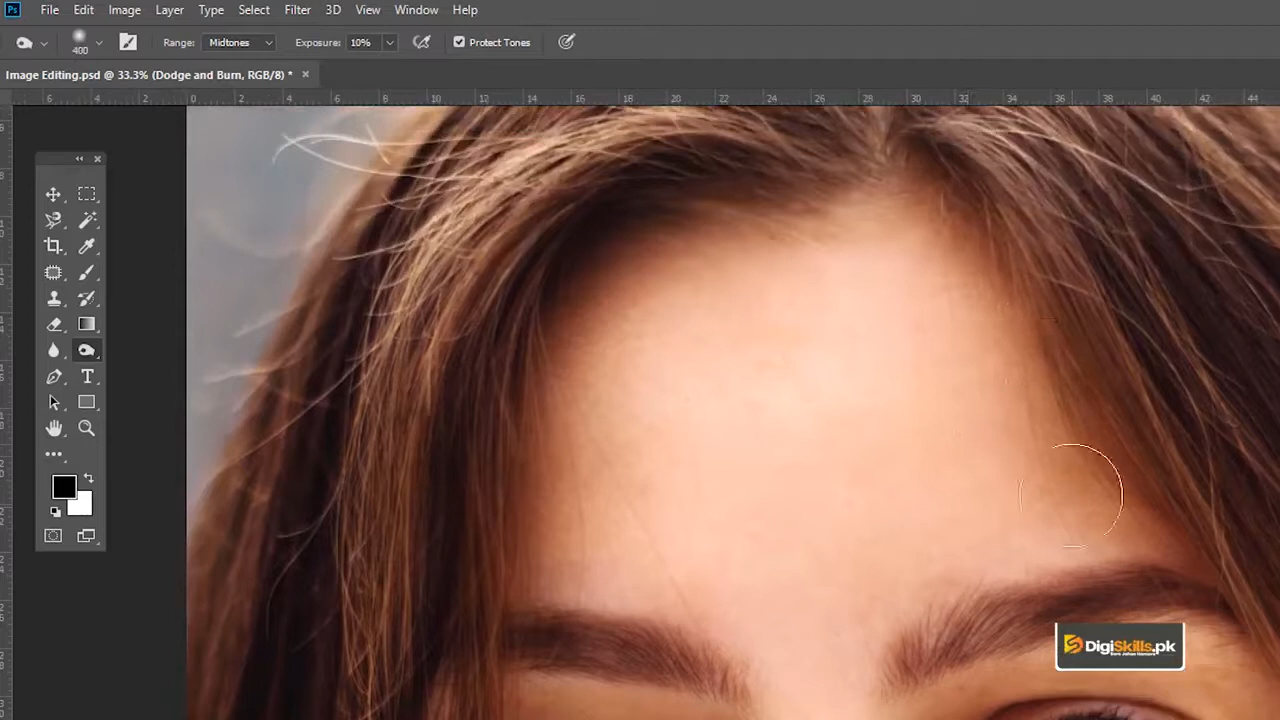 Ps File Edit Image Layer Type Select Filter 3D View Window Help
400 Range: Midtones Exposure: 10% Protect Tones
Image Editing.psd @ 33.3% (Dodge and Burn, RGB/8) *
6 4 2 0 2 4 6 8 10 12 14 16 18 20 22 24 26 28 30 32 34 36 38 40 42 44
T
DigiSkills.pk